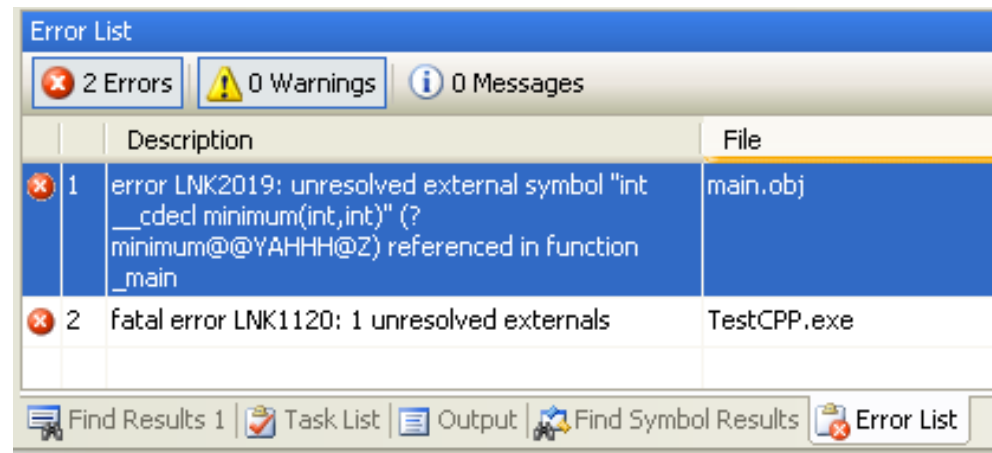 Error List
2 Errors 0 Warnings 0 Messages
Description File
1 error LNK2019: unresolved external symbol "int main.obj
__cdecl minimum(int,int)" (?
minimum@@YAHHH@Z) referenced in function
_main
2 fatal error LNK1120: 1 unresolved externals TestCPP.exe
Find Results 1 Task List Output Find Symbol Results Error List